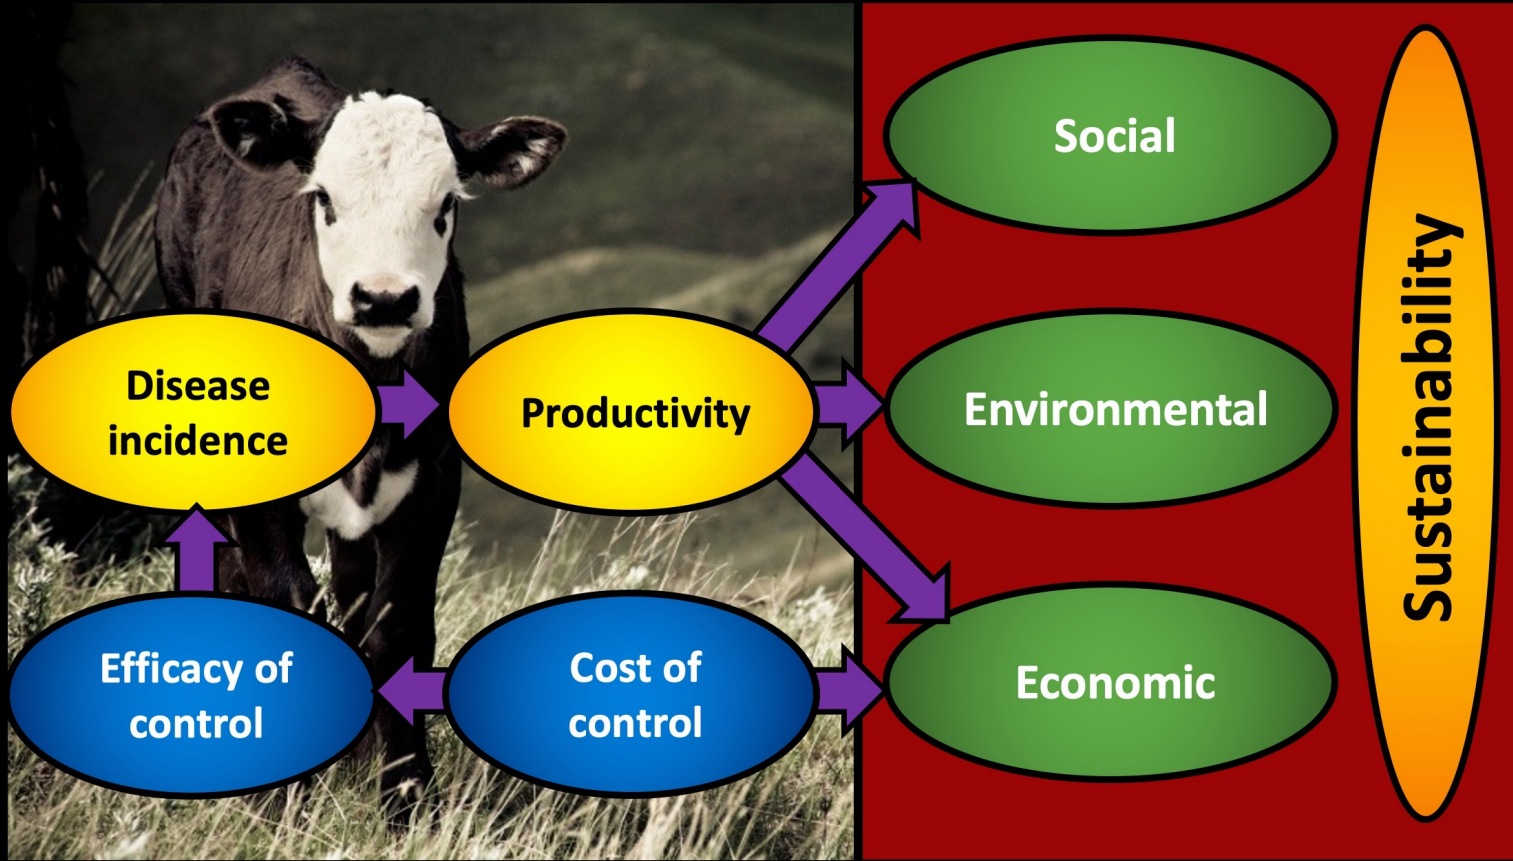 Disease
incidence
Productivity
Efficacy of
control
Cost of
control
Social
Environmental
Economic
Sustainability